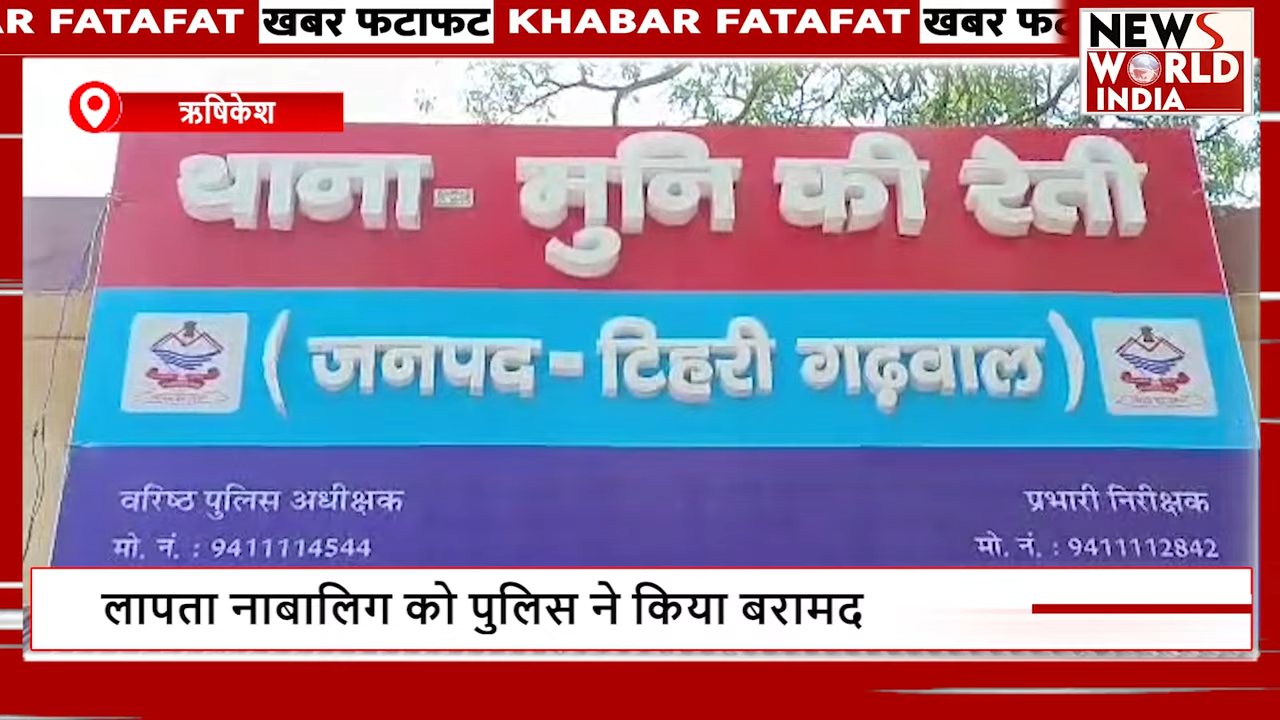 AR FATAFAT खबर फटाफट KHABAR FATAFAT खबर फट
NEWS
WORLD
INDIA
ऋषिकेश
थाना- मुनि की रेती
( जनपद - टिहरी गढ़वाल )
वरिष्ठ पुलिस अधीक्षक
मो. नं. : 9411114544
प्रभारी निरीक्षक
मो. नं. : 9411112842
लापता नाबालिग को पुलिस ने किया बरामद